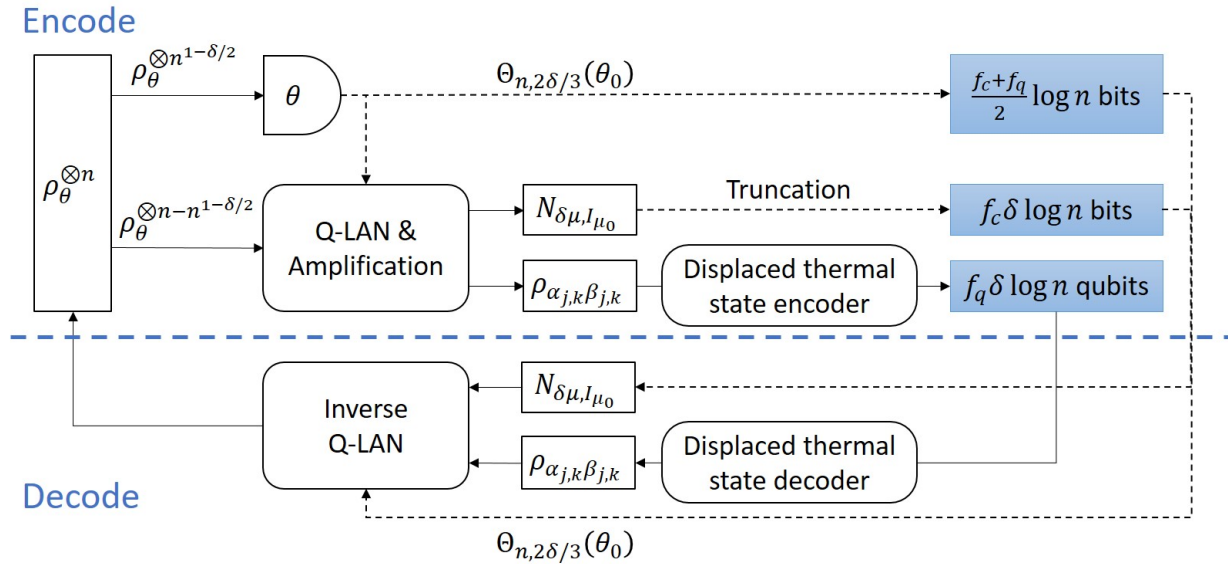 Encode
ρ_θ^{⊗n^{1−δ/2}}
θ
Θ_{n,2δ/3}(θ_0)
\frac{f_c+f_q}{2} log n bits
ρ_θ^{⊗n}
ρ_θ^{⊗n−n^{1−δ/2}}
Q-LAN &
Amplification
N_{δμ,I_{μ_0}}
Truncation
f_c δ log n bits
ρ_{α_{j,k}β_{j,k}}
Displaced thermal
state encoder
f_q δ log n qubits
Inverse
Q-LAN
N_{δμ,I_{μ_0}}
ρ_{α_{j,k}β_{j,k}}
Displaced thermal
state decoder
Decode
Θ_{n,2δ/3}(θ_0)